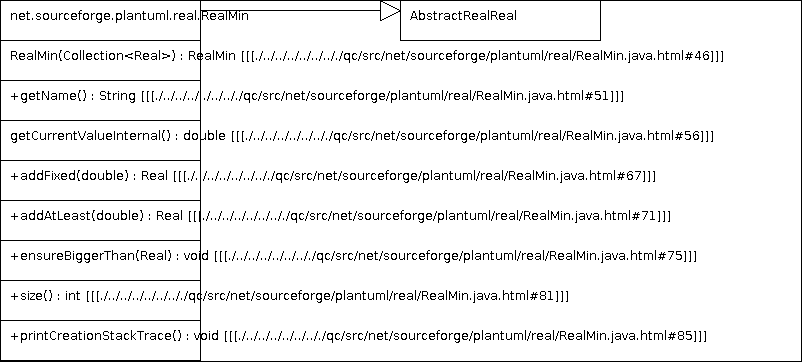 net.sourceforge.plantuml.real.RealMin
AbstractRealReal
RealMin(Collection<Real>) : RealMin [[[./../../../../../../qc/src/net/sourceforge/plantuml/real/RealMin.java.html#46]]]
+getName() : String [[[./../../../../../../qc/src/net/sourceforge/plantuml/real/RealMin.java.html#51]]]
getCurrentValueInternal() : double [[[./../../../../../../qc/src/net/sourceforge/plantuml/real/RealMin.java.html#56]]]
+addFixed(double) : Real [[[./../../../../../../qc/src/net/sourceforge/plantuml/real/RealMin.java.html#67]]]
+addAtLeast(double) : Real [[[./../../../../../../qc/src/net/sourceforge/plantuml/real/RealMin.java.html#71]]]
+ensureBiggerThan(Real) : void [[[./../../../../../../qc/src/net/sourceforge/plantuml/real/RealMin.java.html#75]]]
+size() : int [[[./../../../../../../qc/src/net/sourceforge/plantuml/real/RealMin.java.html#81]]]
+printCreationStackTrace() : void [[[./../../../../../../qc/src/net/sourceforge/plantuml/real/RealMin.java.html#85]]]